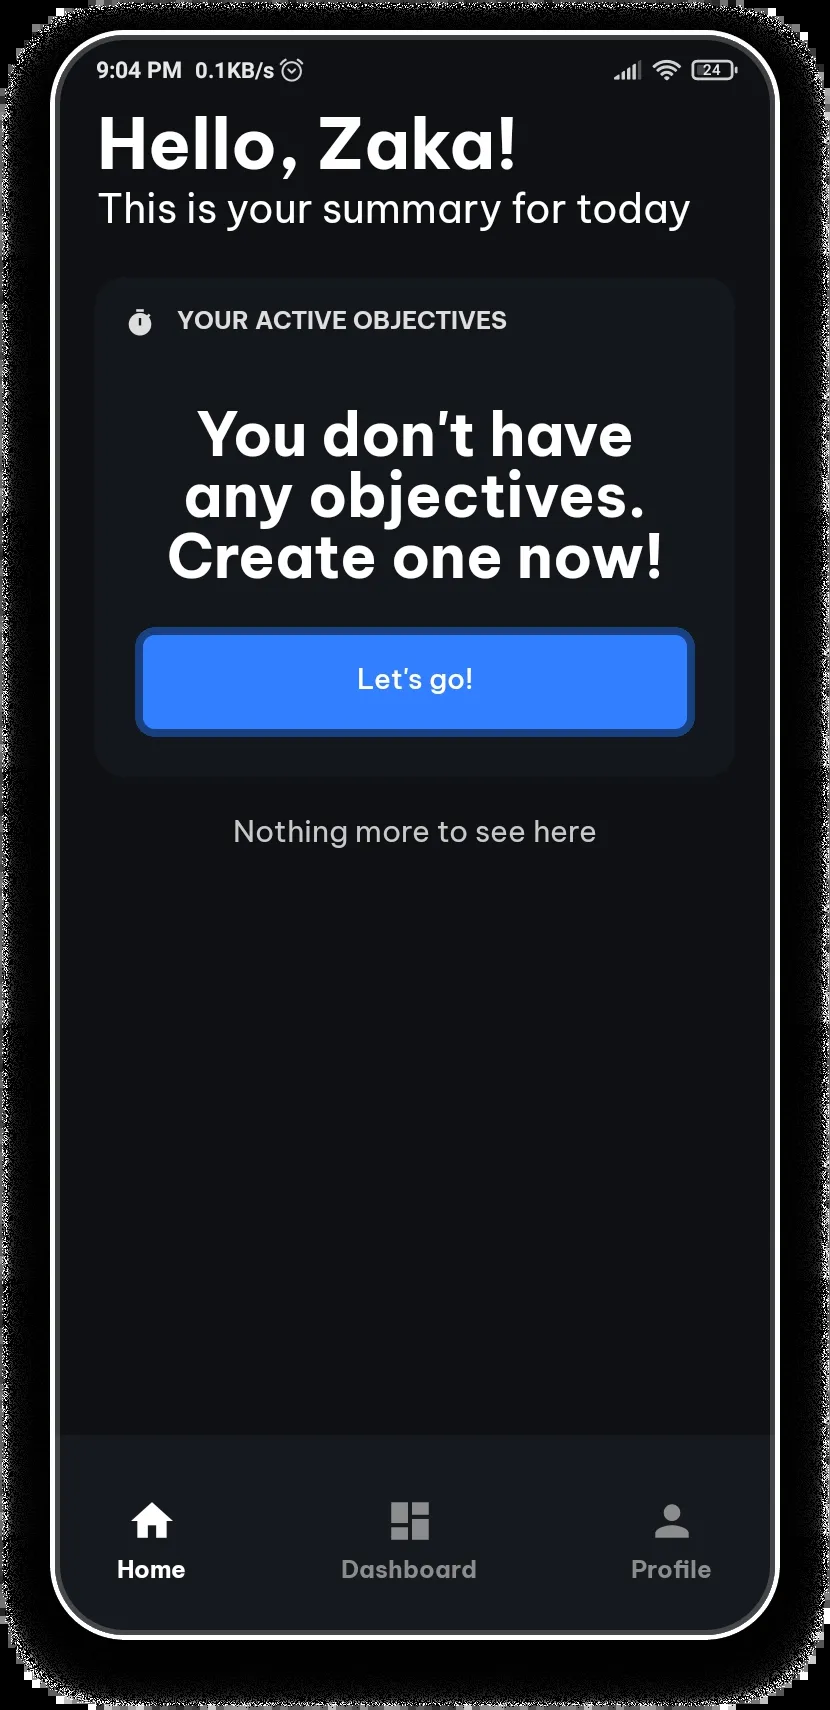 9:04 PM 0.1KB/s 24
Hello, Zaka!
This is your summary for today
YOUR ACTIVE OBJECTIVES
You don't have
any objectives.
Create one now!
Let's go!
Nothing more to see here
Home Dashboard Profile